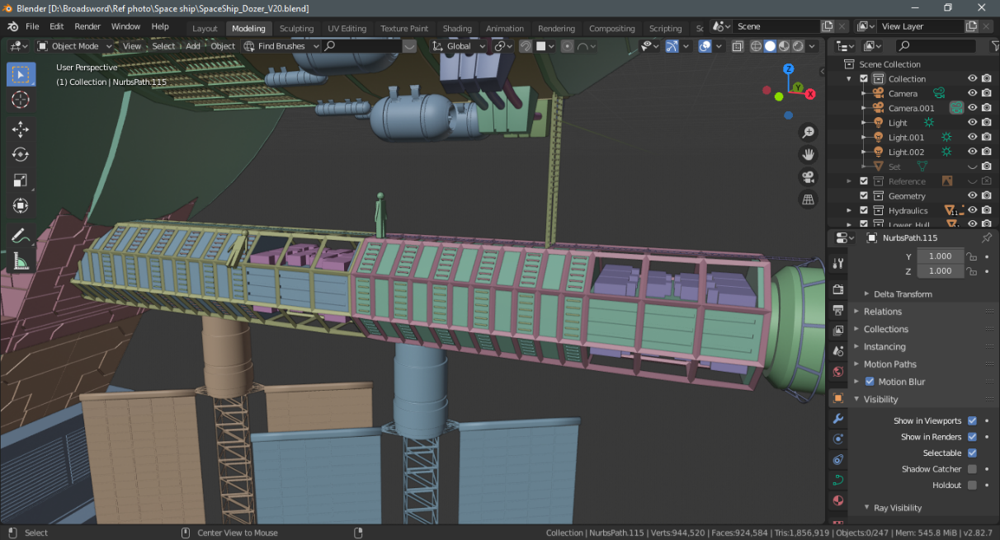 Blender [D:\Broadsword\Ref photo\Space ship\SpaceShip_Dozer_V20.blend]
File Edit Render Window Help Layout Modeling Sculpting UV Editing Texture Paint Shading Animation Rendering Compositing Scripting Sc Scene View Layer
Object Mode View Select Add Object Find Brushes Global
User Perspective
(1) Collection | NurbsPath.115
Z
Y
X
Scene Collection
Collection
Camera
Camera.001
Light
Light.001
Light.002
Set
Reference
Geometry
Hydraulics 11
Lower_Hull
NurbsPath.115
Y 1.000
Z 1.000
Delta Transform
Relations
Collections
Instancing
Motion Paths
Motion Blur
Visibility
Show in Viewports
Show in Renders
Selectable
Shadow Catcher
Holdout
Ray Visibility
Select Center View to Mouse Collection | NurbsPath.115 | Verts:944,520 | Faces:924,584 | Tris:1,856,919 | Objects:0/247 | Mem: 545.8 MiB | v2.82.7